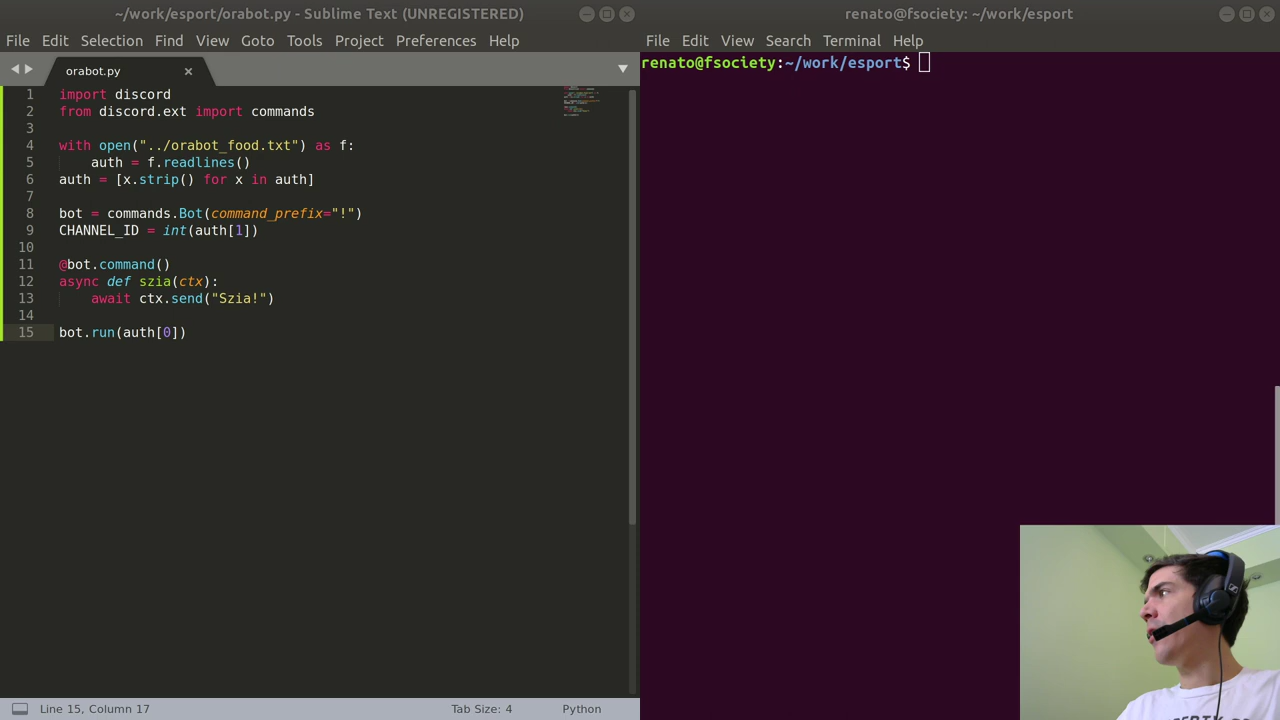 ~/work/esport/orabot.py - Sublime Text (UNREGISTERED)
File Edit Selection Find View Goto Tools Project Preferences Help
orabot.py
1 import discord
2 from discord.ext import commands
3
4 with open("../orabot_food.txt") as f:
5     auth = f.readlines()
6 auth = [x.strip() for x in auth]
7
8 bot = commands.Bot(command_prefix="!")
9 CHANNEL_ID = int(auth[1])
10
11 @bot.command()
12 async def szia(ctx):
13     await ctx.send("Szia!")
14
15 bot.run(auth[0])
Line 15, Column 17 Tab Size: 4 Python
renato@fsociety: ~/work/esport
File Edit View Search Terminal Help
renato@fsociety:~/work/esport$